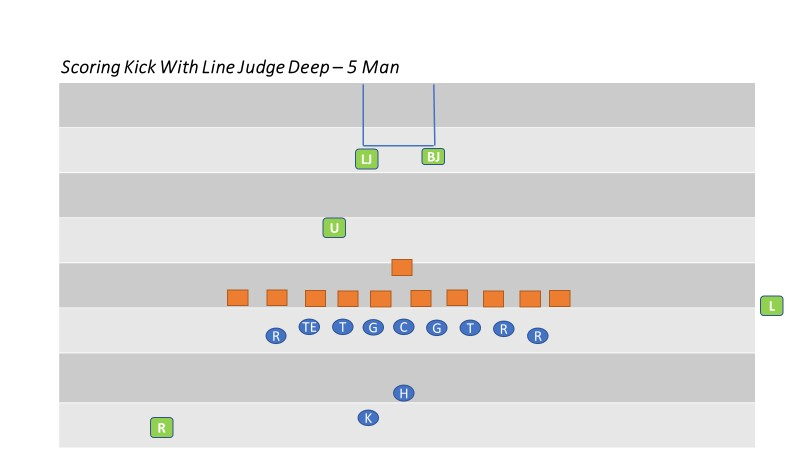 Scoring Kick With Line Judge Deep – 5 Man
LJ BJ
U
L
R TE T G C G T R R
H
K
R